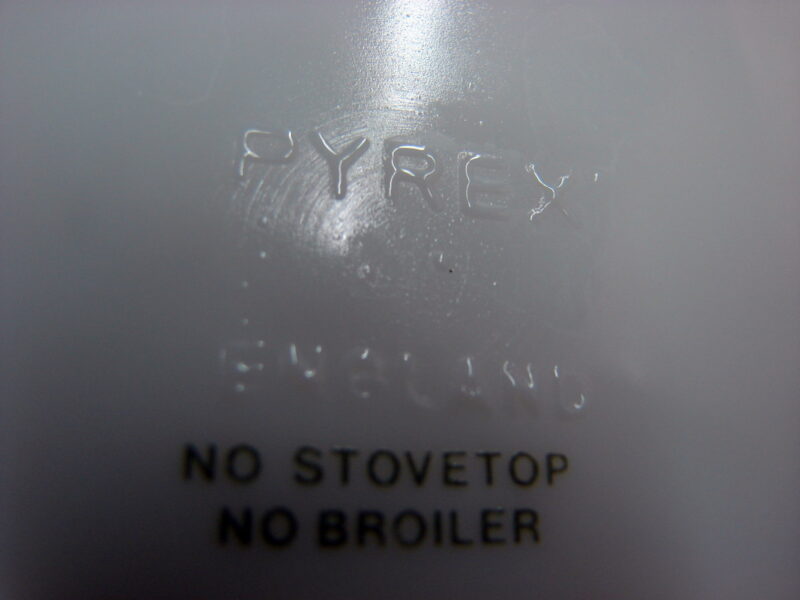 PYREX
ENGLAND
NO STOVETOP
NO BROILER